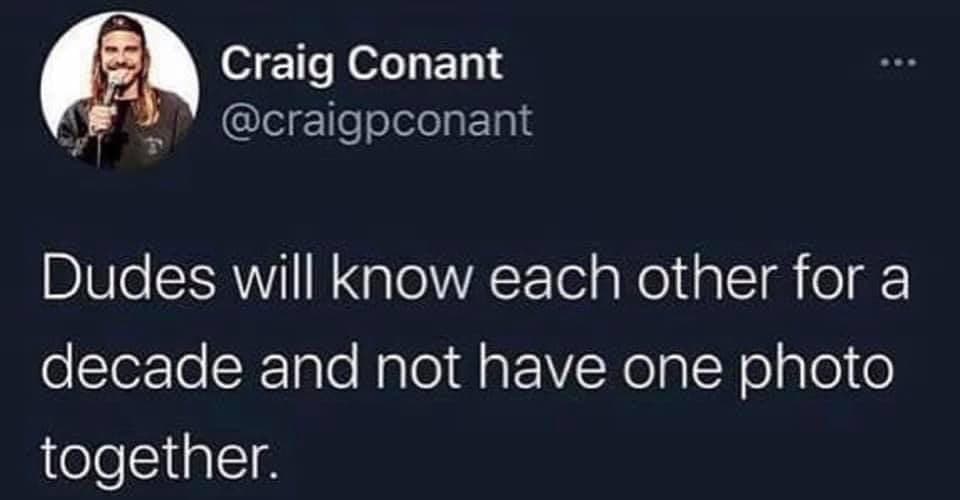 Craig Conant
@craigpconant
Dudes will know each other for a
decade and not have one photo
together.